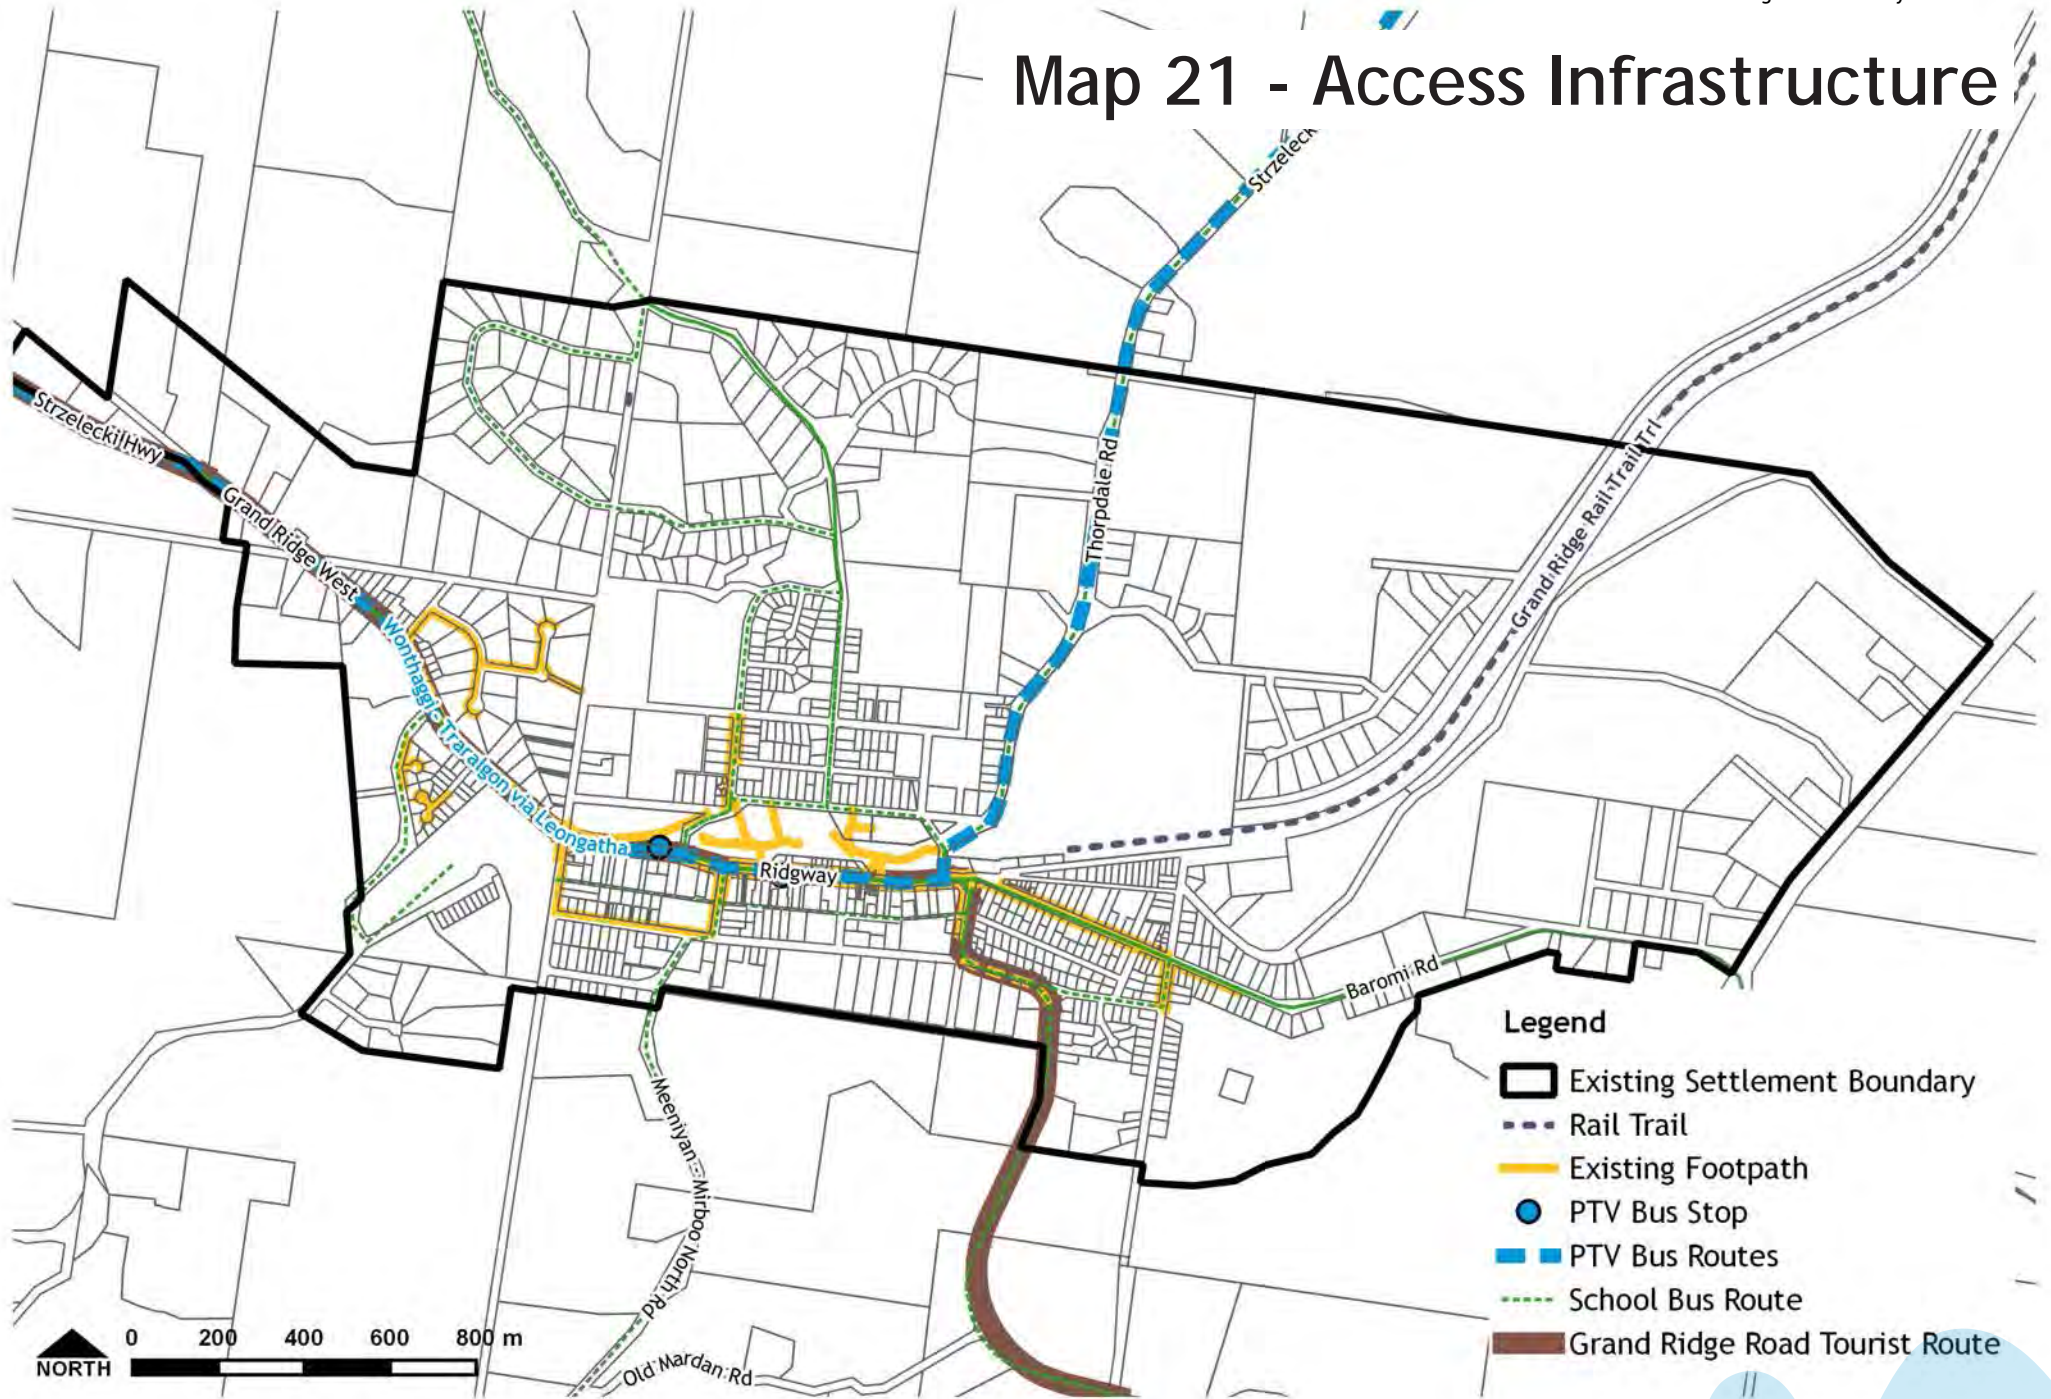 Map 21 - Access Infrastructure
Strzelecki Hwy
Grand Ridge West
Wonthaggi - Traralgon via Leongatha
Thorpdale Rd
Grand Ridge Rail Trail Trl
Ridgway
Baromi Rd
Meeniyan - Mirboo North Rd
Old Mardan Rd
Legend
Existing Settlement Boundary
Rail Trail
Existing Footpath
PTV Bus Stop
PTV Bus Routes
School Bus Route
Grand Ridge Road Tourist Route
0 200 400 600 800 m
NORTH